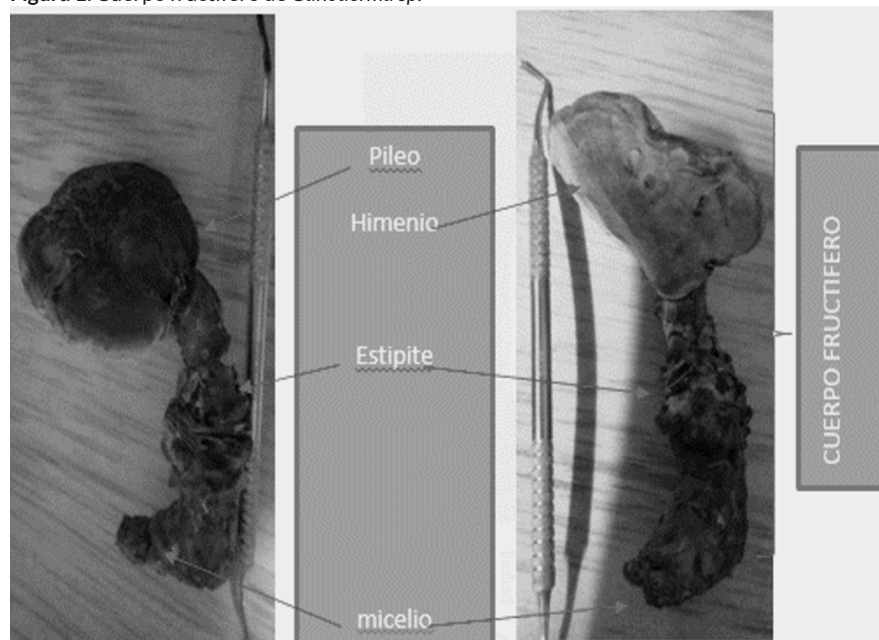 Pileo
Himenio
Estipite
micelio
CUERPO FRUCTIFERO